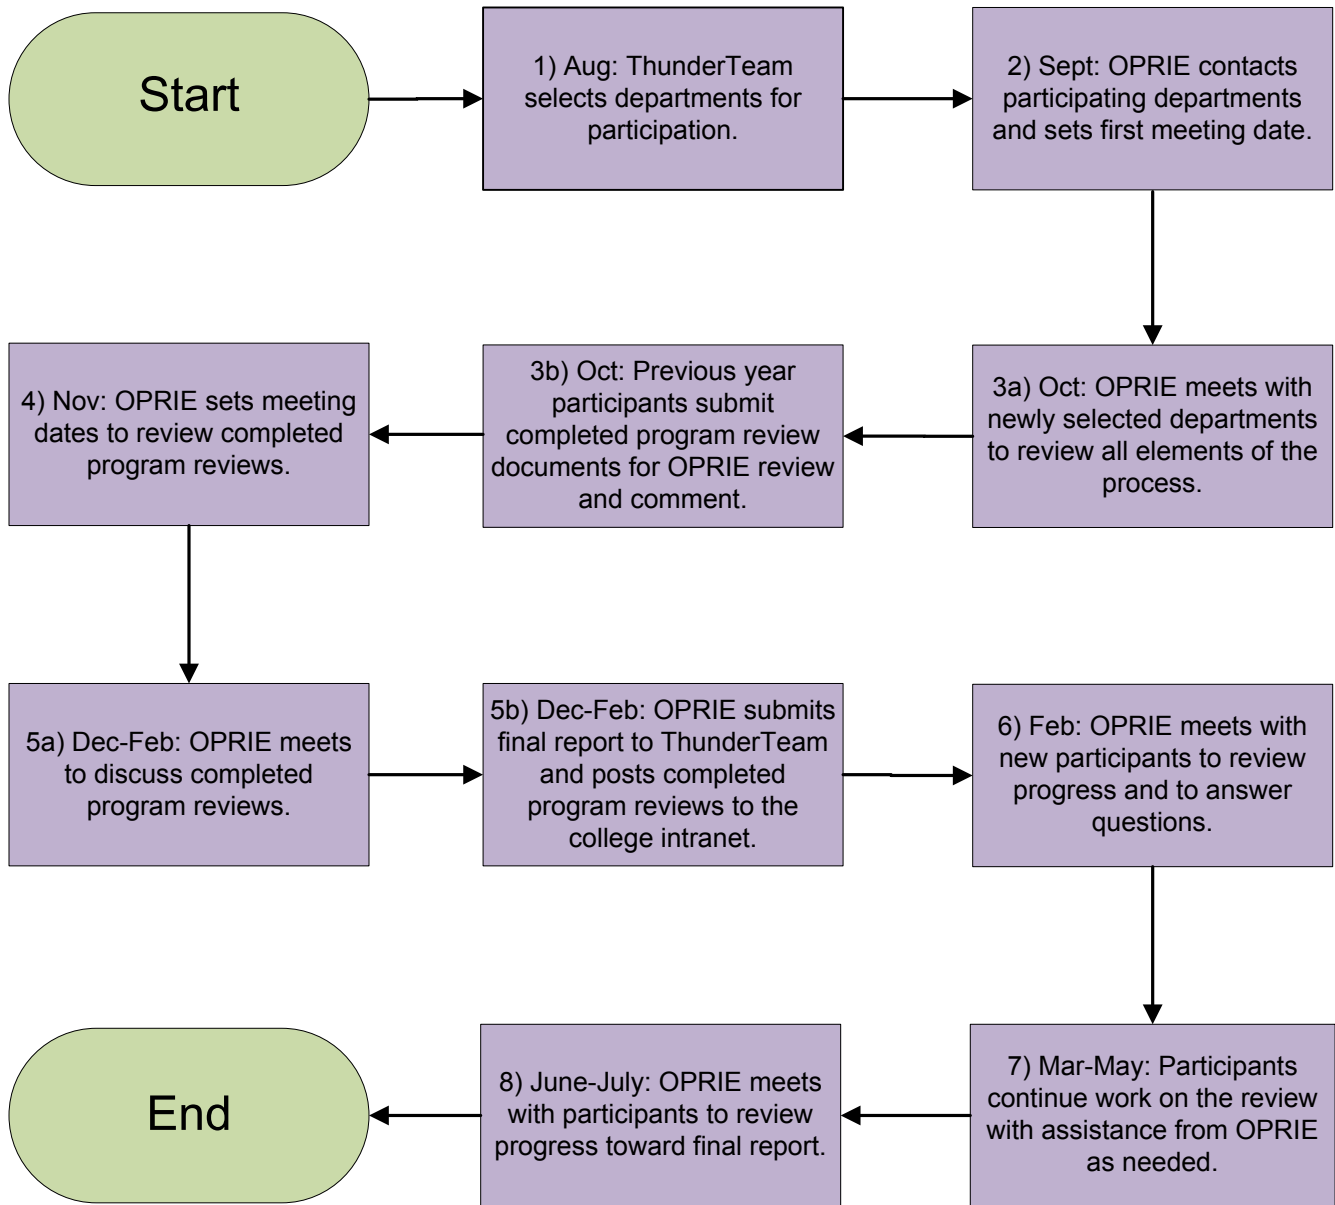 Start
1) Aug: ThunderTeam
selects departments for
participation.
2) Sept: OPRIE contacts
participating departments
and sets first meeting date.
3a) Oct: OPRIE meets with
newly selected departments
to review all elements of the
process.
3b) Oct: Previous year
participants submit
completed program review
documents for OPRIE review
and comment.
4) Nov: OPRIE sets meeting
dates to review completed
program reviews.
5a) Dec-Feb: OPRIE meets
to discuss completed
program reviews.
5b) Dec-Feb: OPRIE submits
final report to ThunderTeam
and posts completed
program reviews to the
college intranet.
6) Feb: OPRIE meets with
new participants to review
progress and to answer
questions.
7) Mar-May: Participants
continue work on the review
with assistance from OPRIE
as needed.
8) June-July: OPRIE meets
with participants to review
progress toward final report.
End